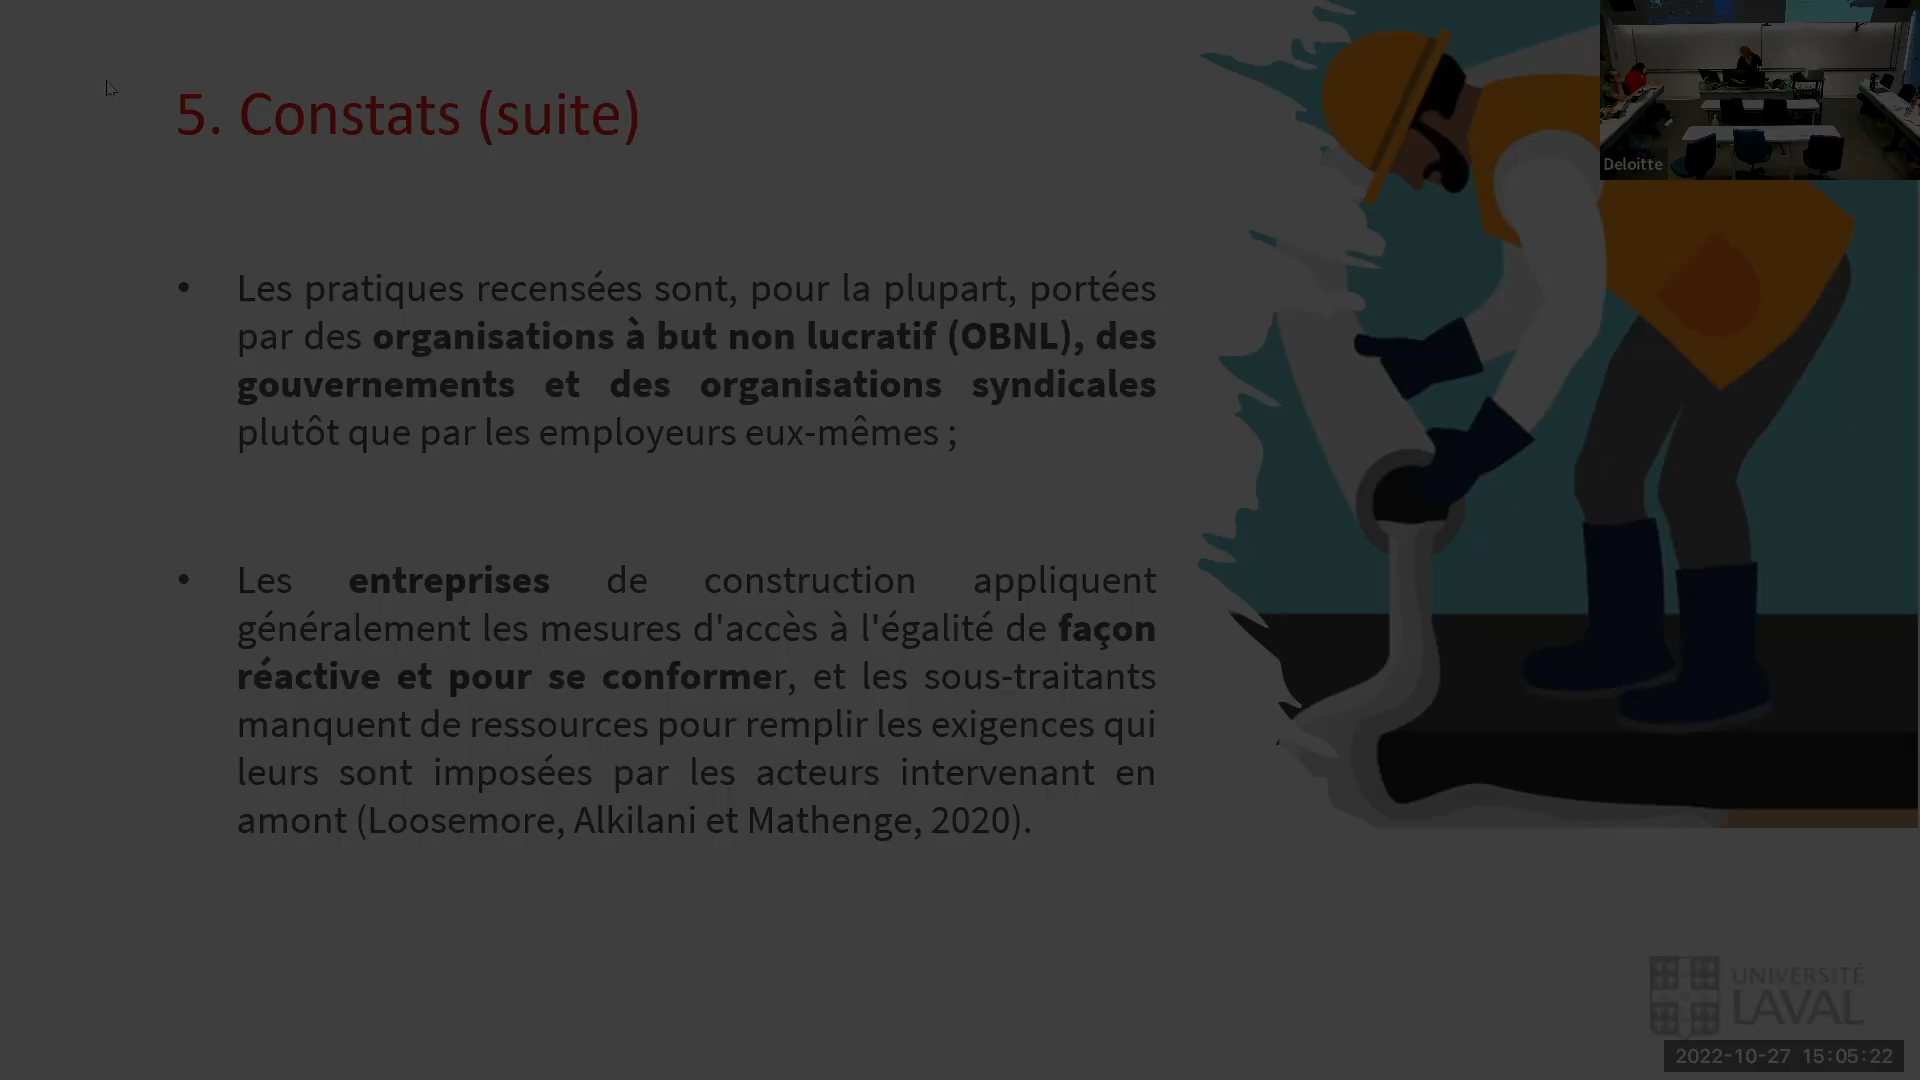 5. Constats (suite)
• Les pratiques recensées sont, pour la plupart, portées
par des organisations à but non lucratif (OBNL), des
gouvernements et des organisations syndicales
plutôt que par les employeurs eux-mêmes ;
• Les entreprises de construction appliquent
généralement les mesures d'accès à l'égalité de façon
réactive et pour se conformer, et les sous-traitants
manquent de ressources pour remplir les exigences qui
leurs sont imposées par les acteurs intervenant en
amont (Loosemore, Alkilani et Mathenge, 2020).
Deloitte
UNIVERSITÉ
LAVAL
2022-10-27 15:05:22